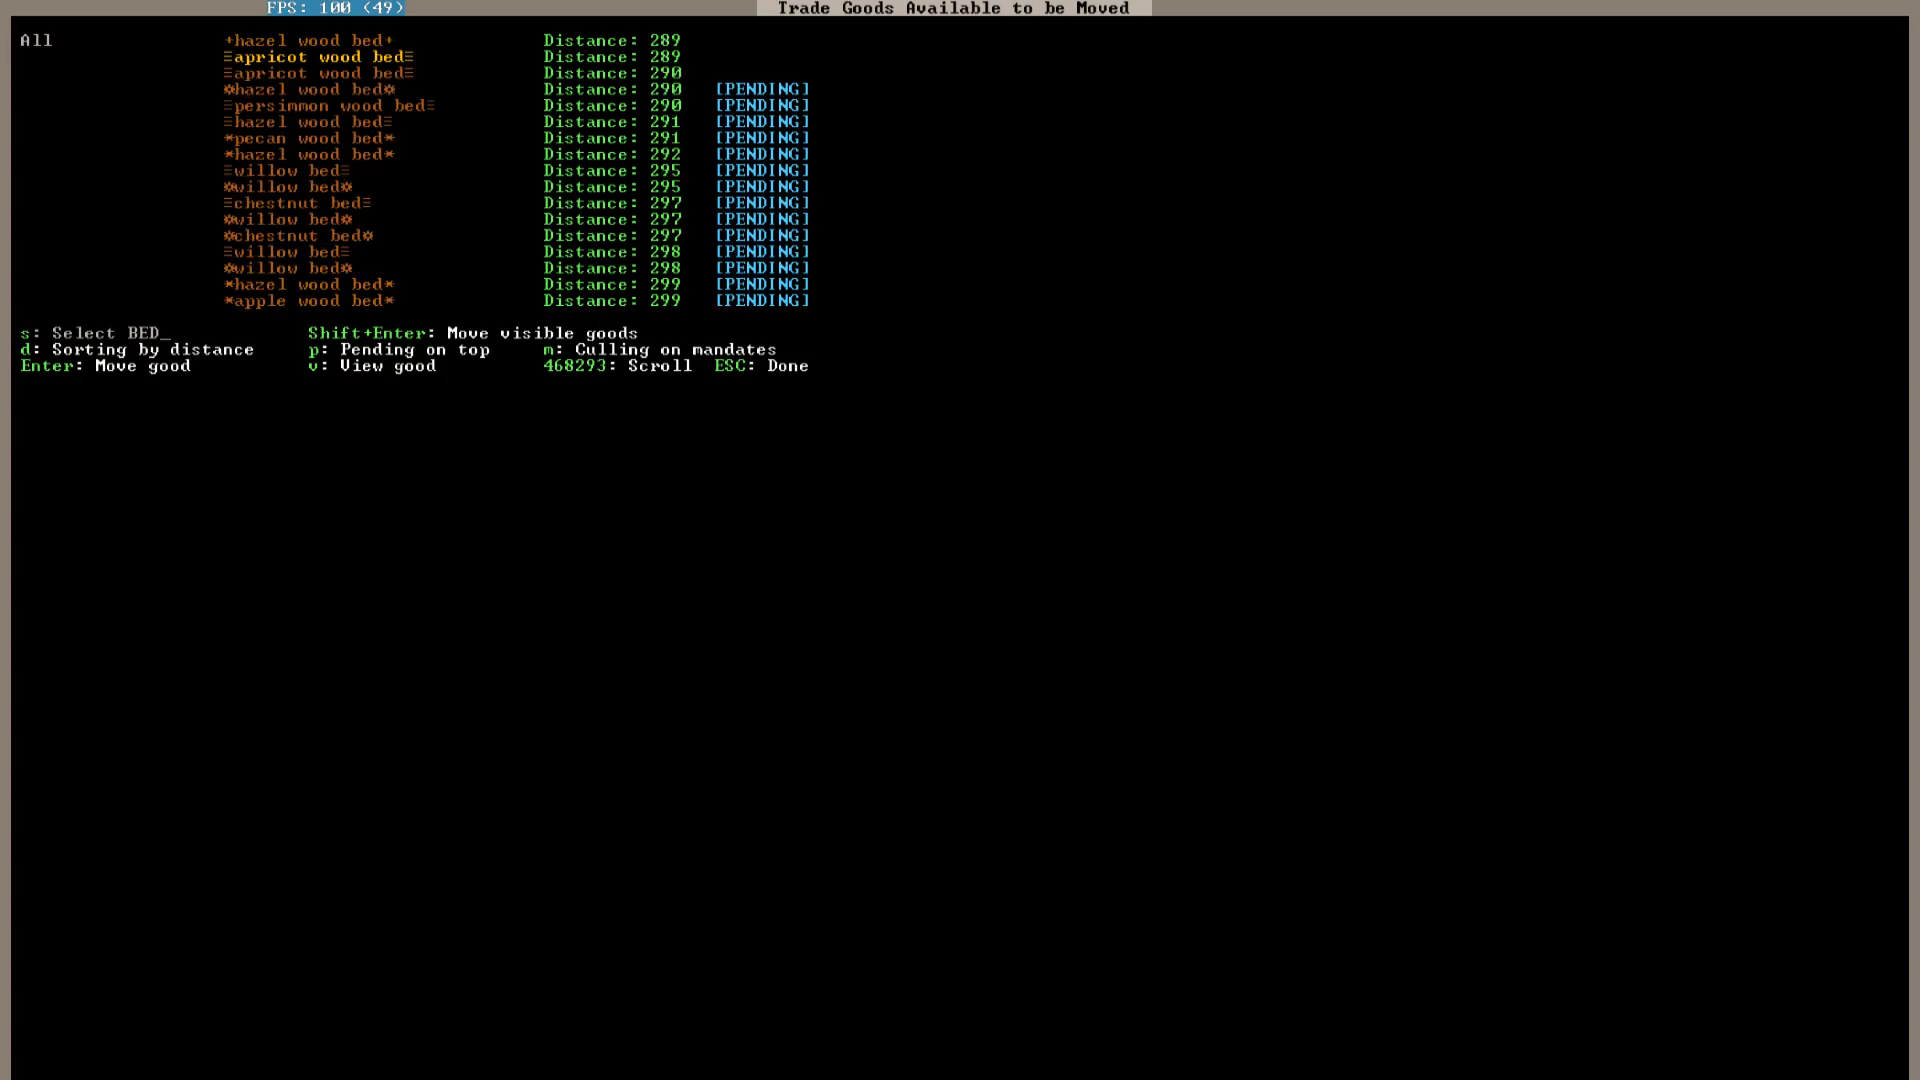 FPS: 100 (49) Trade Goods Available to be Moved
All +hazel wood bed+ Distance: 289
≡apricot wood bed≡ Distance: 289
≡apricot wood bed≡ Distance: 290
☼hazel wood bed☼ Distance: 290 [PENDING]
≡persimmon wood bed≡ Distance: 290 [PENDING]
≡hazel wood bed≡ Distance: 291 [PENDING]
*pecan wood bed* Distance: 291 [PENDING]
*hazel wood bed* Distance: 292 [PENDING]
≡willow bed≡ Distance: 295 [PENDING]
☼willow bed☼ Distance: 295 [PENDING]
≡chestnut bed≡ Distance: 297 [PENDING]
☼willow bed☼ Distance: 297 [PENDING]
☼chestnut bed☼ Distance: 297 [PENDING]
≡willow bed≡ Distance: 298 [PENDING]
☼willow bed☼ Distance: 298 [PENDING]
*hazel wood bed* Distance: 299 [PENDING]
*apple wood bed* Distance: 299 [PENDING]
s: Select BED_ Shift+Enter: Move visible goods
d: Sorting by distance p: Pending on top m: Culling on mandates
Enter: Move good v: View good 468293: Scroll ESC: Done